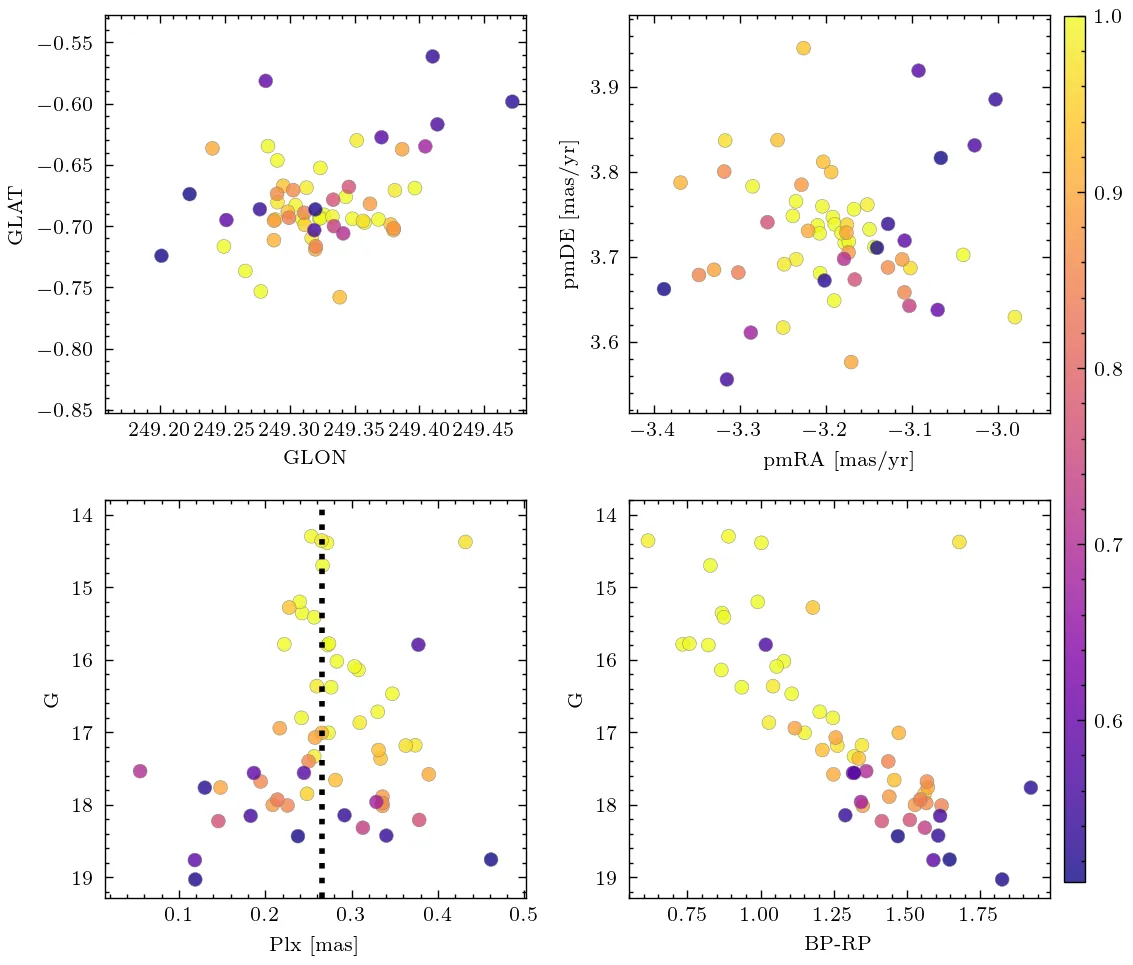 −0.55
−0.60
−0.65
−0.70
−0.75
−0.80
−0.85
GLAT
249.20 249.25 249.30 249.35 249.40 249.45
GLON
3.9
3.8
3.7
3.6
pmDE [mas/yr]
−3.4 −3.3 −3.2 −3.1 −3.0
pmRA [mas/yr]
14
15
16
17
18
19
G
0.1 0.2 0.3 0.4 0.5
Plx [mas]
14
15
16
17
18
19
G
0.75 1.00 1.25 1.50 1.75
BP-RP
1.0
0.9
0.8
0.7
0.6